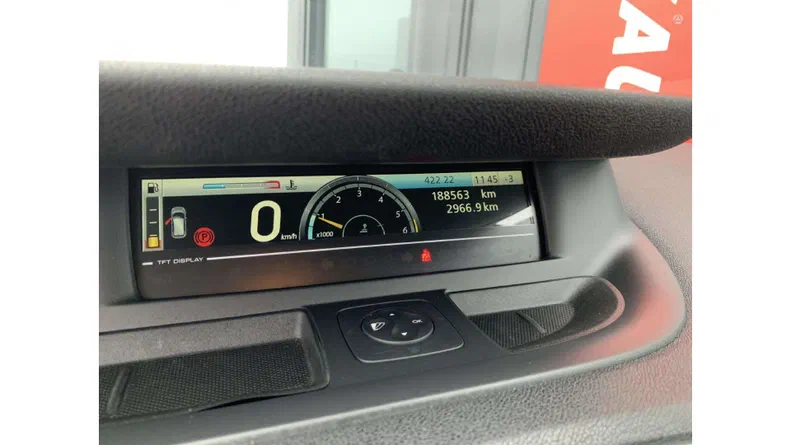 AU
422 22 11 45 -3
188563 km
2966.9 km
0 km/h
1 2 3 4 5 6
x1000
P
TFT DISPLAY
OK